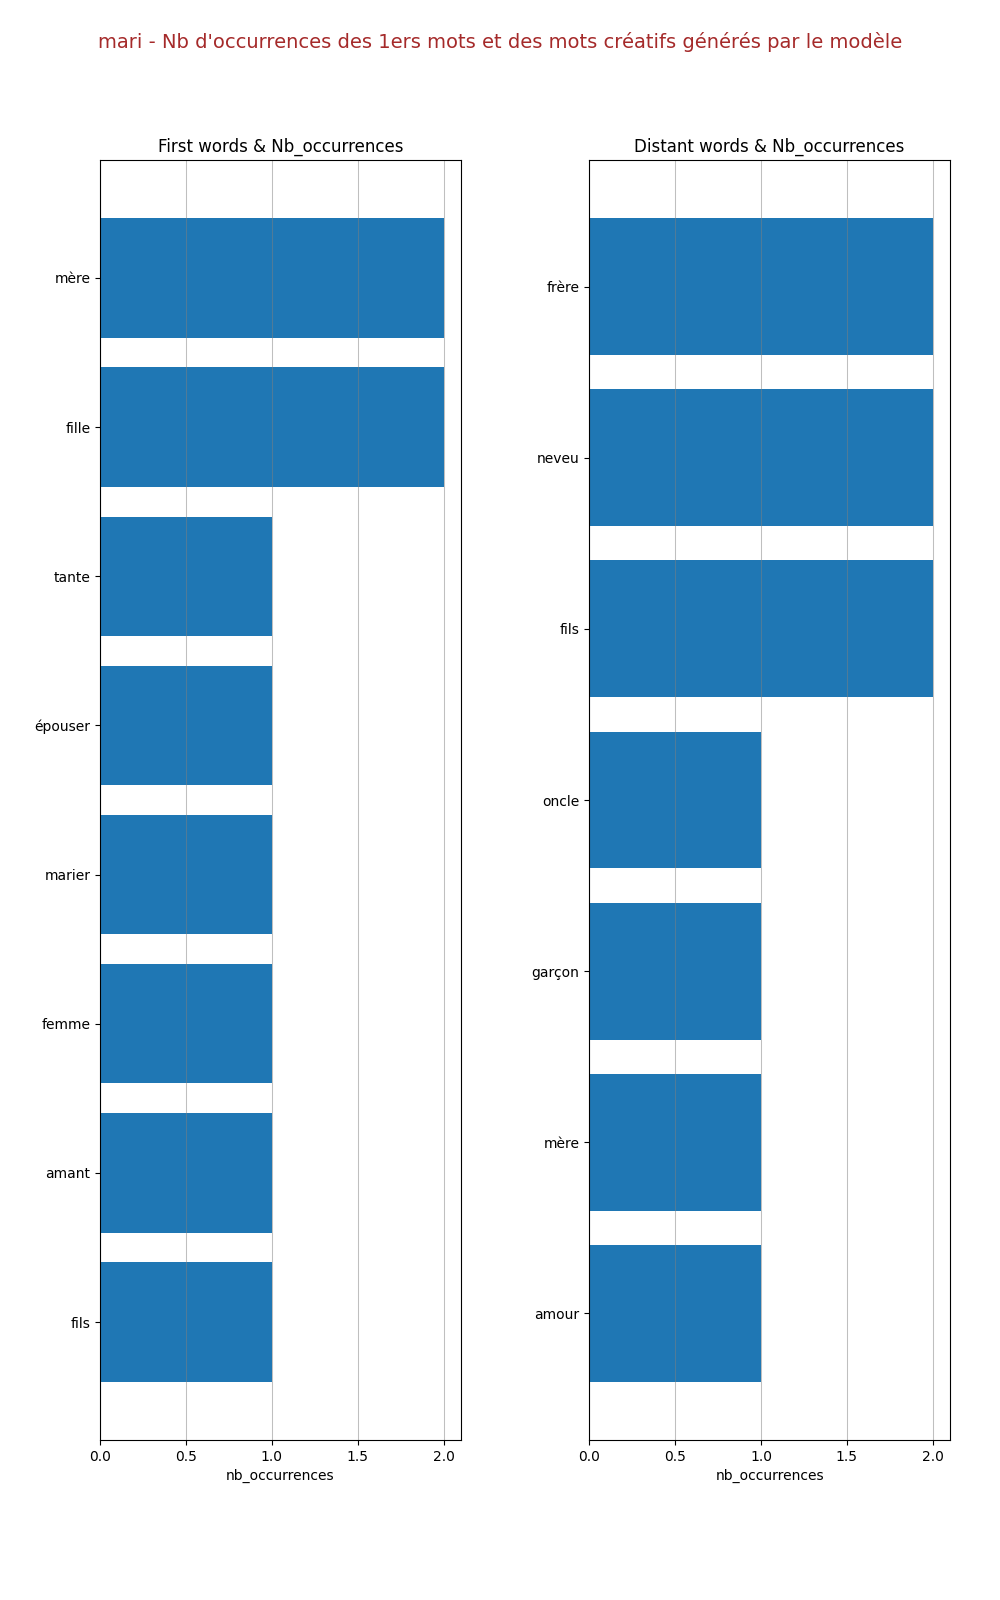 mari - Nb d'occurrences des 1ers mots et des mots créatifs générés par le modèle
First words & Nb_occurrences
mère
fille
tante
épouser
marier
femme
amant
fils
0.0 0.5 1.0 1.5 2.0
nb_occurrences
Distant words & Nb_occurrences
frère
neveu
fils
oncle
garçon
mère
amour
0.0 0.5 1.0 1.5 2.0
nb_occurrences